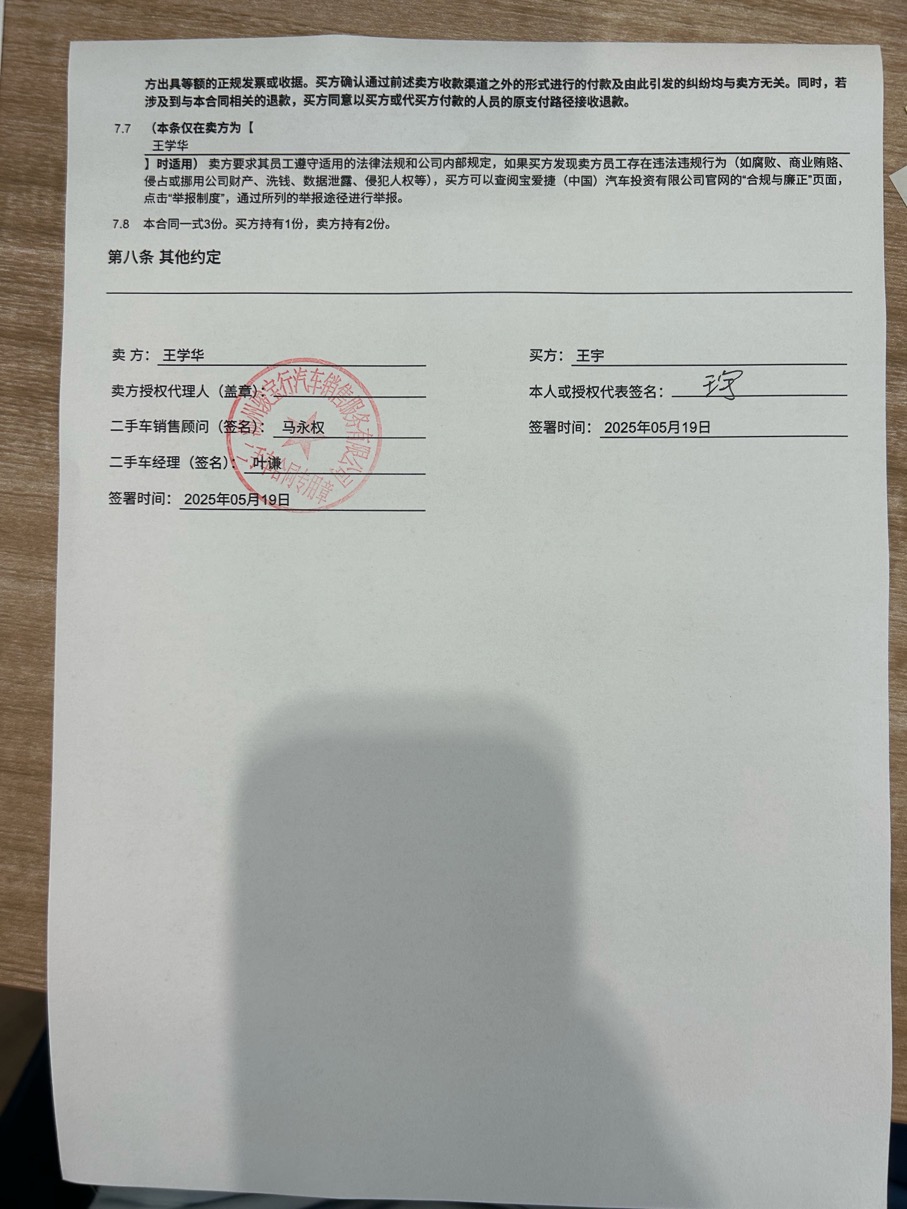 方出具等额的正规发票或收据。买方确认通过前述卖方收款渠道之外的形式进行的付款及由此引发的纠纷均与卖方无关。同时，若
涉及到与本合同相关的退款，买方同意以买方或代买方付款的人员的原支付路径接收退款。
7.7 （本条仅在卖方为【
王学华
】时适用）卖方要求其员工遵守适用的法律法规和公司内部规定，如果买方发现卖方员工存在违法违规行为（如腐败、商业贿赂、
侵占或挪用公司财产、洗钱、数据泄露、侵犯人权等），买方可以查阅宝爱捷（中国）汽车投资有限公司官网的“合规与廉正”页面，
点击“举报制度”，通过所列的举报途径进行举报。
7.8 本合同一式3份。买方持有1份，卖方持有2份。
第八条 其他约定
卖 方： 王学华 买方： 王宇
卖方授权代理人（盖章）： 本人或授权代表签名： 王宇
二手车销售顾问（签名）： 马永权 签署时间： 2025年05月19日
二手车经理（签名）： 叶谦
签署时间： 2025年05月19日
宝行汽车销售服务有限公司
合同专用章